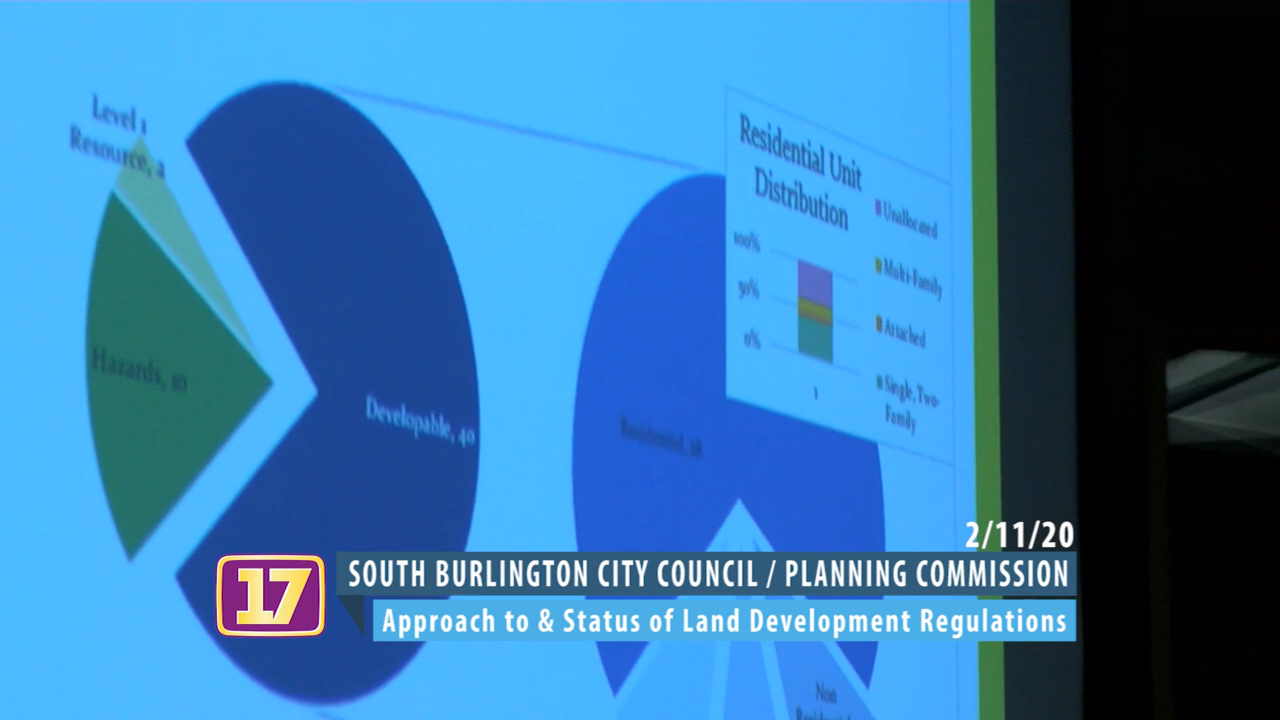 Level 1
Resource, 2
Hazards, 10
Developable, 40
Residential Unit
Distribution
100%
50%
0%
1
Unallocated
Multi-Family
Attached
Single, Two-
Family
Residential, 28
Non
2/11/20
17
SOUTH BURLINGTON CITY COUNCIL / PLANNING COMMISSION
Approach to & Status of Land Development Regulations